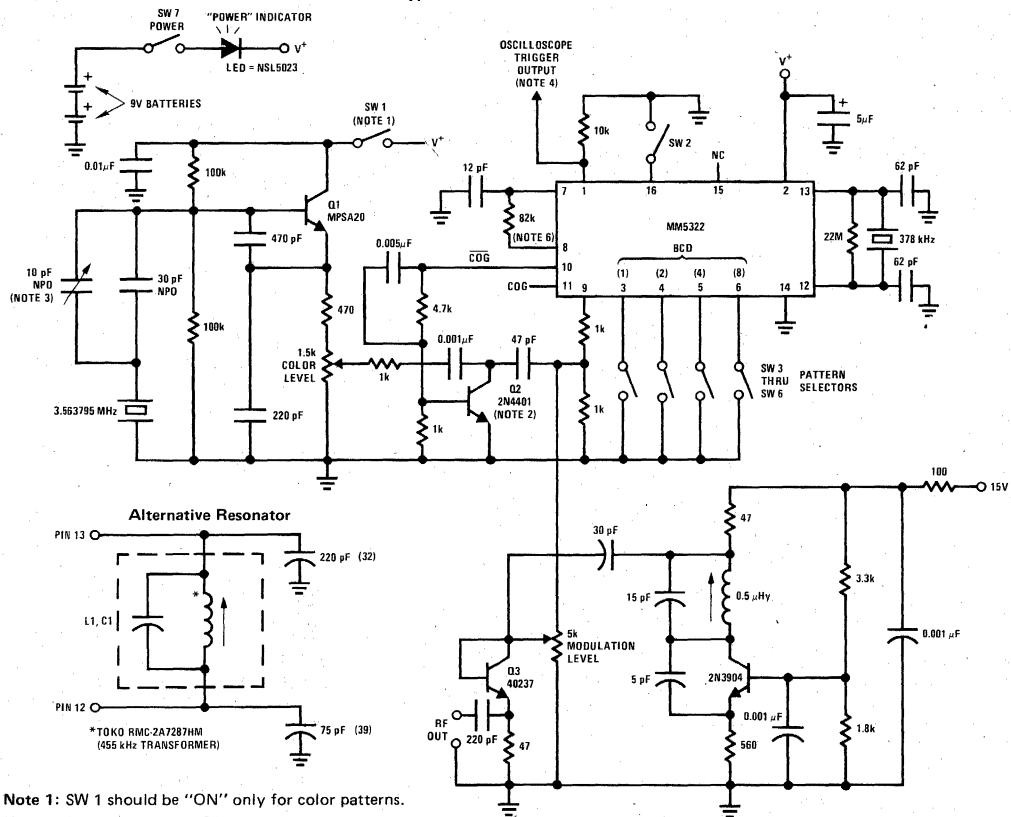 SW 7
POWER
"POWER" INDICATOR
V+
LED = NSL5023
+
+
9V BATTERIES
SW 1
(NOTE 1)
V+
0.01µF
100k
Q1
MPSA20
470 pF
10 pF
NPO
(NOTE 3)
30 pF
NPO
100k
470
1.5k
COLOR
LEVEL
3.563795 MHz
220 pF
0.005µF
4.7k
1k
0.001µF
1k
47 pF
Q2
2N4401
(NOTE 2)
1k
1k
OSCILLOSCOPE
TRIGGER
OUTPUT
(NOTE 4)
10k
SW 2
NC
V+
+
5µF
12 pF
82k
(NOTE 6)
COG
COG
7
1
16
15
2
13
8
10
11
9
3
4
5
6
14
12
MM5322
BCD
(1)
(2)
(4)
(8)
22M
62 pF
378 kHz
62 pF
SW 3
THRU
SW 6
PATTERN
SELECTORS
Alternative Resonator
PIN 13
220 pF (32)
L1, C1
*
PIN 12
75 pF (39)
*TOKO RMC-2A7287HM
(455 kHz TRANSFORMER)
100
15V
47
30 pF
15 pF
0.5 µHy
3.3k
0.001 µF
5k
MODULATION
LEVEL
Q3
40237
5 pF
2N3904
0.001 µF
1.8k
RF
OUT
220 pF
47
560
Note 1: SW 1 should be "ON" only for color patterns.